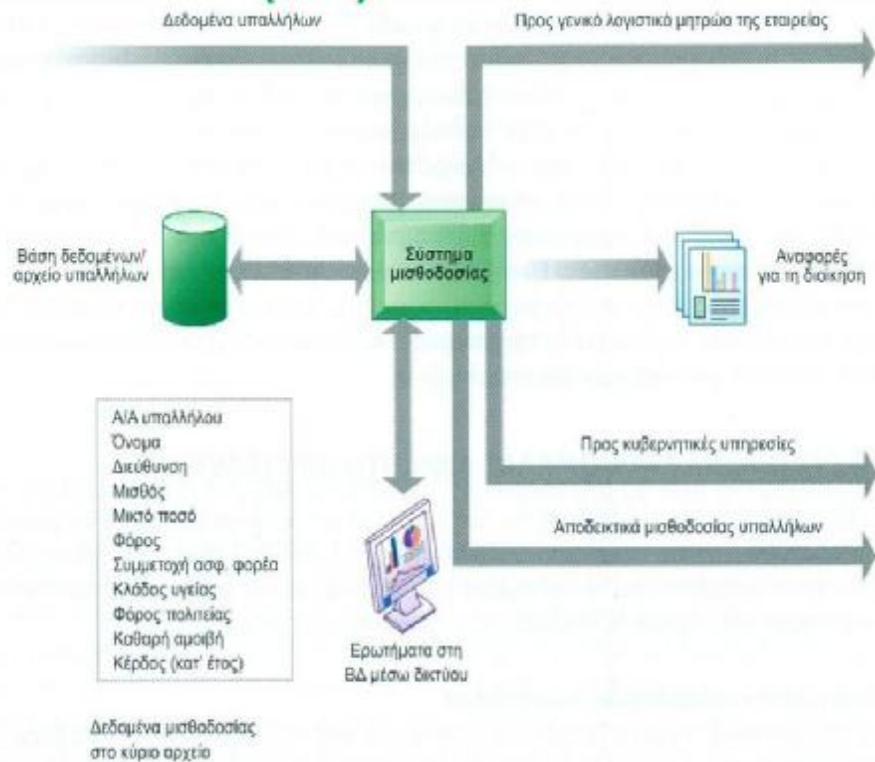 Δεδομένα υπαλλήλων
Προς γενικό λογιστικό μητρώο της εταιρείας
Βάση δεδομένων/
αρχείο υπαλλήλων
Σύστημα
μισθοδοσίας
Αναφορές
για τη διοίκηση
Α/Α υπαλλήλου
Όνομα
Διεύθυνση
Μισθός
Μικτό ποσό
Φόρος
Συμμετοχή ασφ. φορέα
Κλάδος υγείας
Φόρος πολιτείας
Καθαρή αμοιβή
Κέρδος (κατ' έτος)
Προς κυβερνητικές υπηρεσίες
Αποδεικτικά μισθοδοσίας υπαλλήλων
Ερωτήματα στη
ΒΔ μέσω δικτύου
Δεδομένα μισθοδοσίας
στο κύριο αρχείο